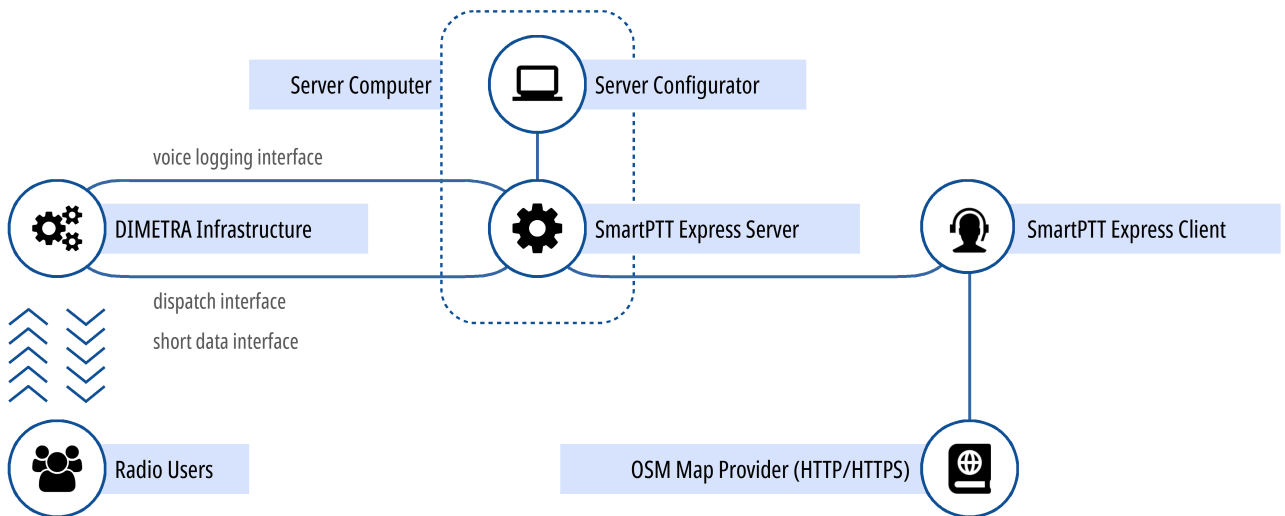 Server Computer
Server Configurator
voice logging interface
DIMETRA Infrastructure
SmartPTT Express Server
SmartPTT Express Client
dispatch interface
short data interface
Radio Users
OSM Map Provider (HTTP/HTTPS)